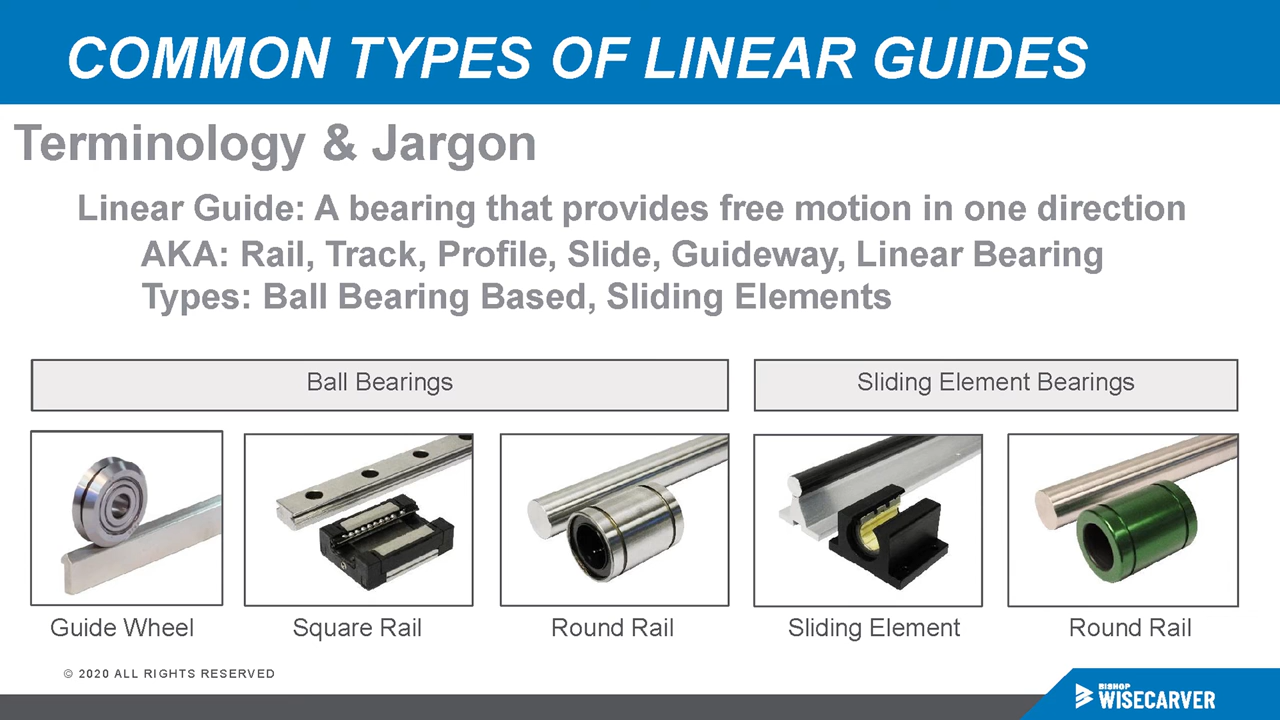 COMMON TYPES OF LINEAR GUIDES
Terminology & Jargon
Linear Guide: A bearing that provides free motion in one direction
AKA: Rail, Track, Profile, Slide, Guideway, Linear Bearing
Types: Ball Bearing Based, Sliding Elements
Ball Bearings
Sliding Element Bearings
Guide Wheel
Square Rail
Round Rail
Sliding Element
Round Rail
© 2020 ALL RIGHTS RESERVED
BISHOP
WISECARVER